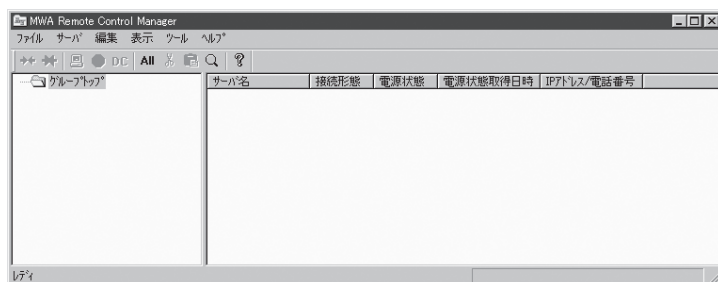 MWA Remote Control Manager
ファイル サーバ 編集 表示 ツール ヘルプ
DC All
グループトップ
サーバ名 接続形態 電源状態 電源状態取得日時 IPアドレス/電話番号
レディ